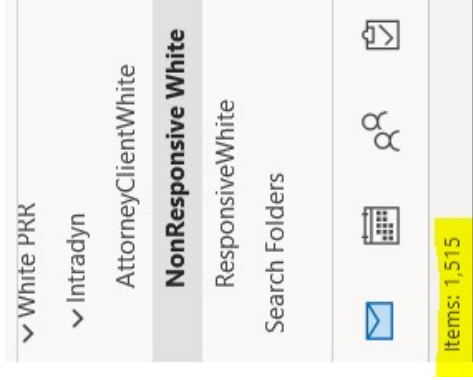 White PRR
Intradyn
AttorneyClientWhite
NonResponsive White
ResponsiveWhite
Search Folders
Items: 1,515